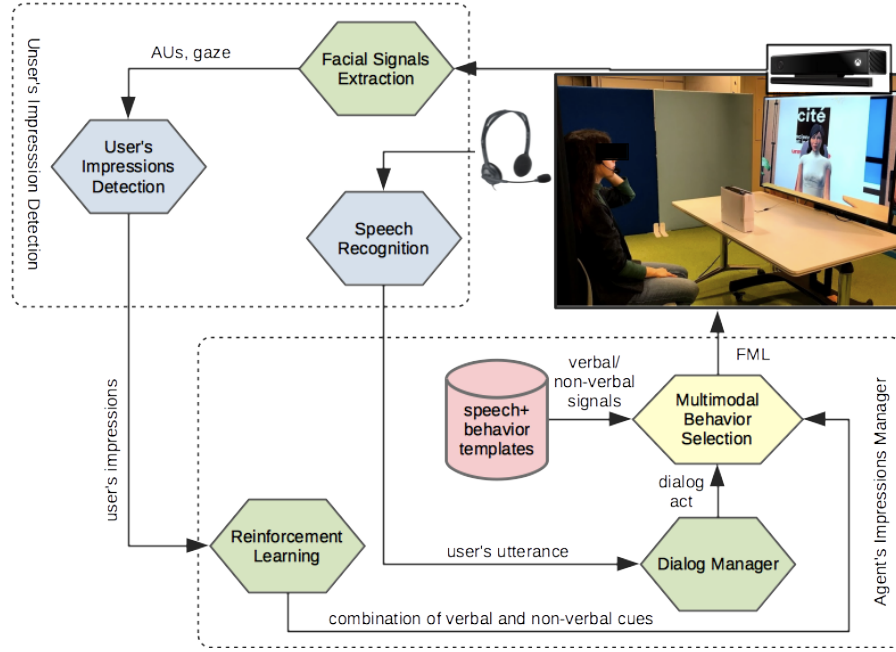 AUs, gaze
Facial Signals
Extraction
Unser's Impresssion Detection
User's
Impressions
Detection
Speech
Recognition
cité
user's impressions
verbal/
non-verbal
signals
FML
speech+
behavior
templates
Multimodal
Behavior
Selection
dialog
act
Agent's Impressions Manager
Reinforcement
Learning
user's utterance
Dialog Manager
combination of verbal and non-verbal cues